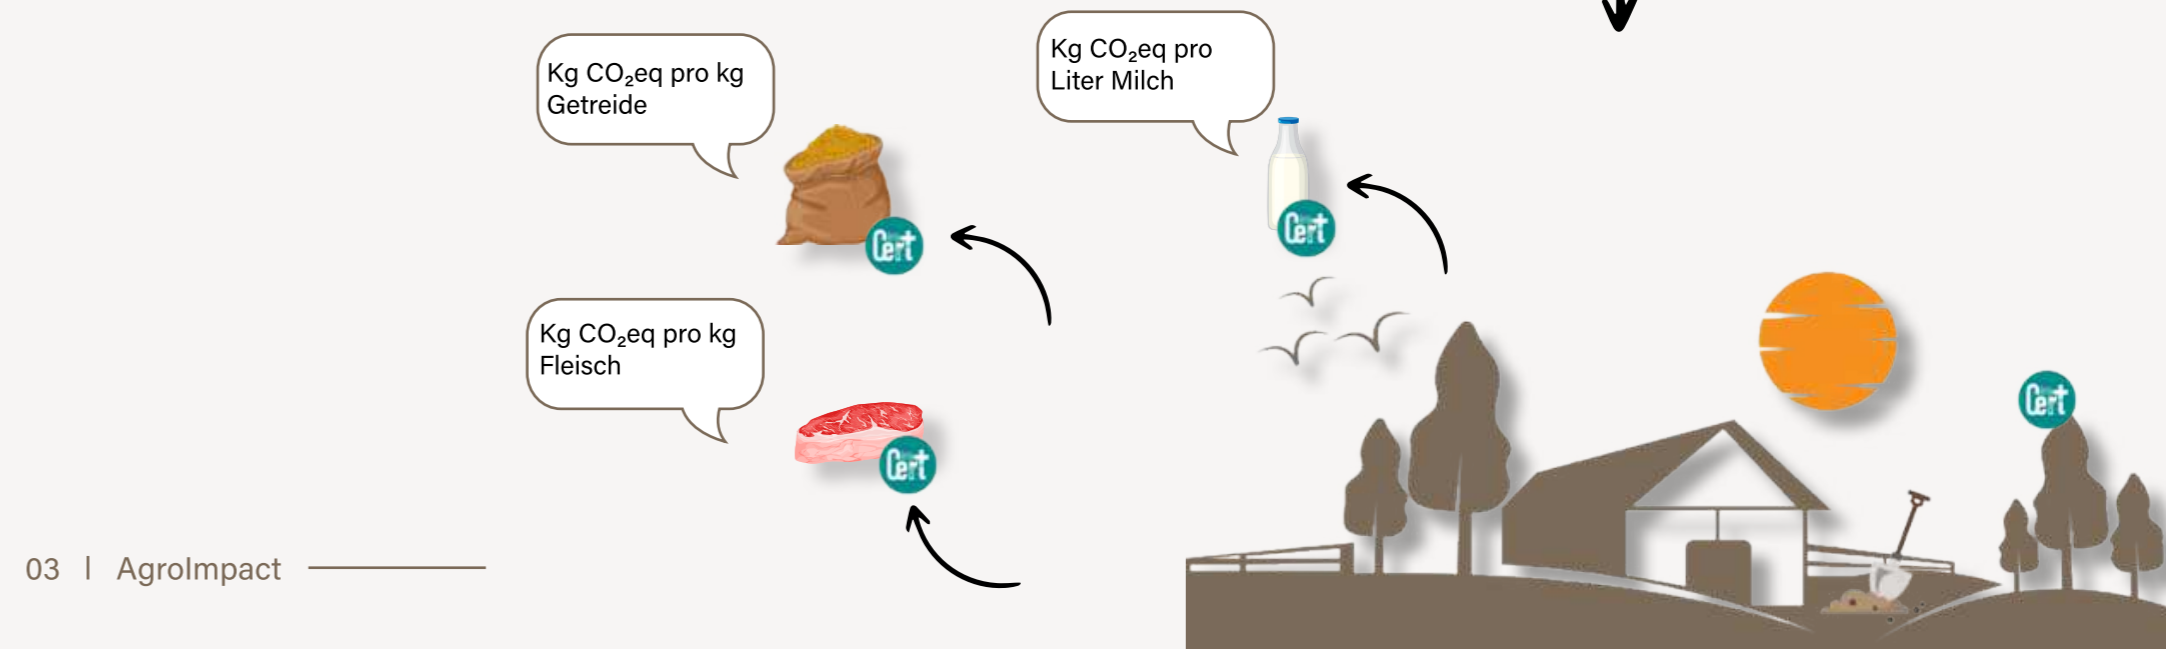 Kg CO₂eq pro kg
Getreide
Kg CO₂eq pro
Liter Milch
Cert
Cert
Kg CO₂eq pro kg
Fleisch
Cert
Cert
03 | AgroImpact